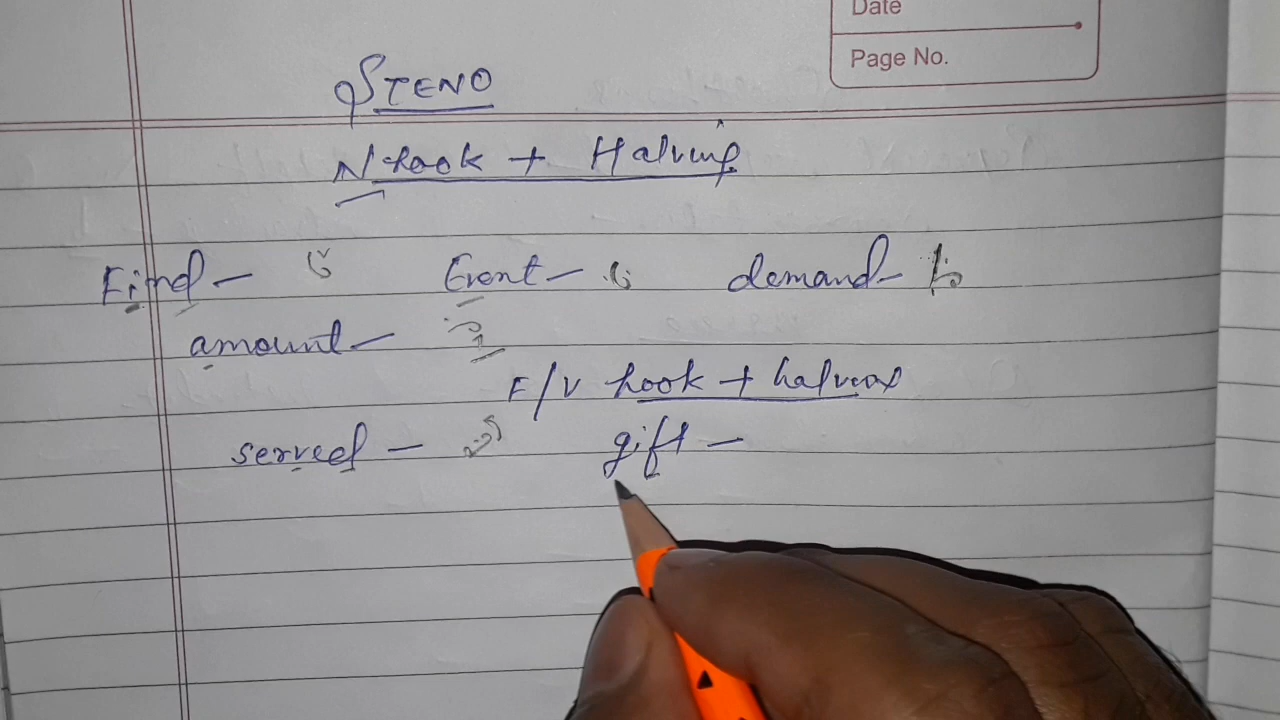 Date
Page No.
STENO
N hook + Halving
Find - Event - demand -
amount -
F/V hook + halving
served - gift -